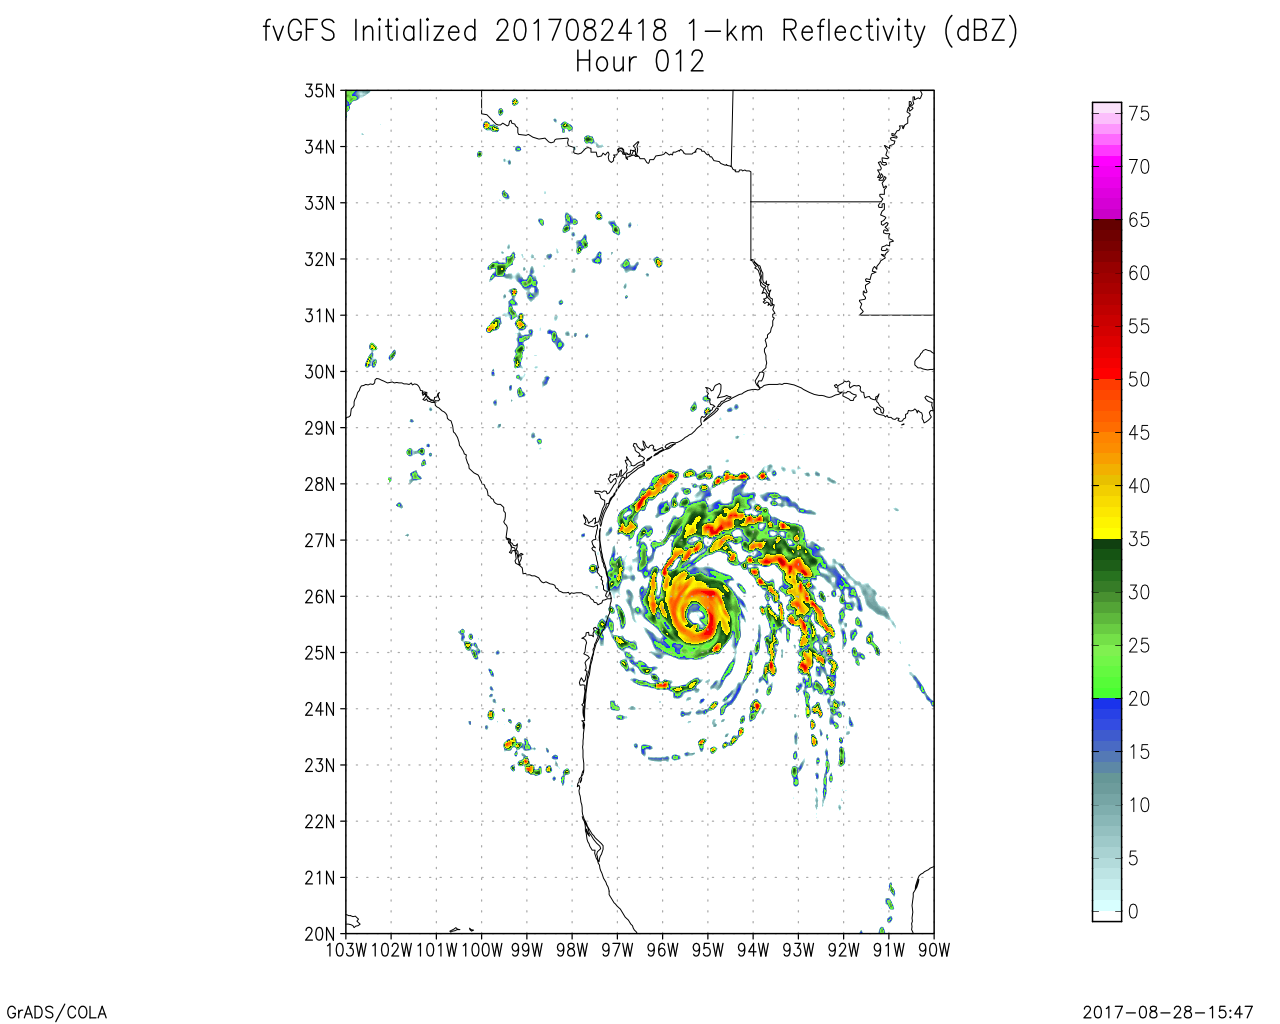 fvGFS Initialized 2017082418 1-km Reflectivity (dBZ)
Hour 012
35N
34N
33N
32N
31N
30N
29N
28N
27N
26N
25N
24N
23N
22N
21N
20N
103W 102W 101W 100W 99W 98W 97W 96W 95W 94W 93W 92W 91W 90W
75
70
65
60
55
50
45
40
35
30
25
20
15
10
5
0
GrADS/COLA
2017-08-28-15:47